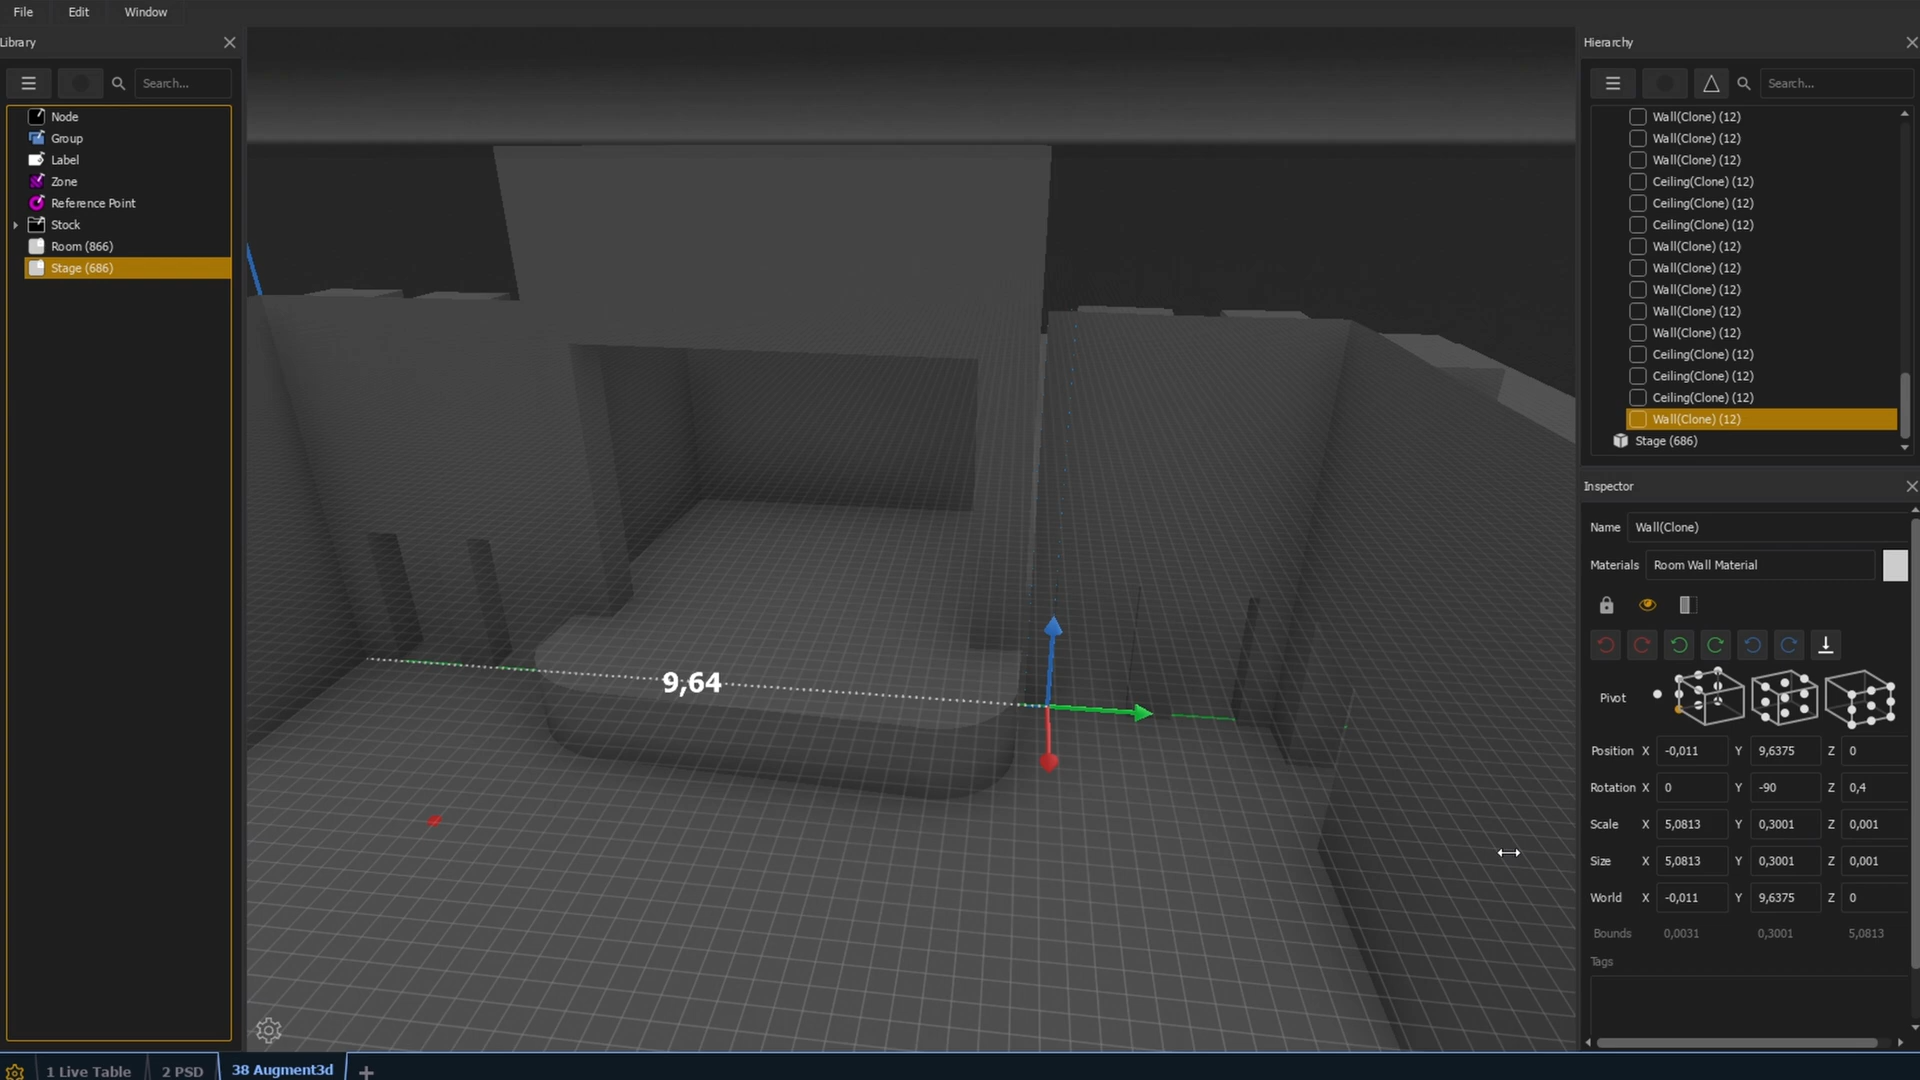 File Edit Window
Library
Search...
Node
Group
Label
Zone
Reference Point
Stock
Room (866)
Stage (686)
9,64
Hierarchy
Search...
Wall(Clone) (12)
Wall(Clone) (12)
Wall(Clone) (12)
Ceiling(Clone) (12)
Ceiling(Clone) (12)
Ceiling(Clone) (12)
Wall(Clone) (12)
Wall(Clone) (12)
Wall(Clone) (12)
Wall(Clone) (12)
Wall(Clone) (12)
Ceiling(Clone) (12)
Ceiling(Clone) (12)
Ceiling(Clone) (12)
Wall(Clone) (12)
Stage (686)
Inspector
Name Wall(Clone)
Materials Room Wall Material
Pivot
Position X -0,011 Y 9,6375 Z 0
Rotation X 0 Y -90 Z 0,4
Scale X 5,0813 Y 0,3001 Z 0,001
Size X 5,0813 Y 0,3001 Z 0,001
World X -0,011 Y 9,6375 Z 0
Bounds 0,0031 0,3001 5,0813
Tags
1 Live Table 2 PSD 38 Augment3d +